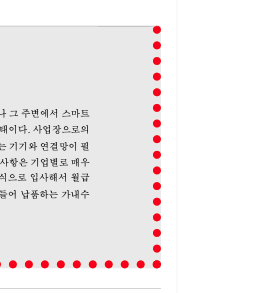 나 그 주변에서 스마트
태이다. 사업장으로의
는 기기와 연결망이 필
사항은 기업별로 매우
식으로 입사해서 월급
들어 납품하는 가내수